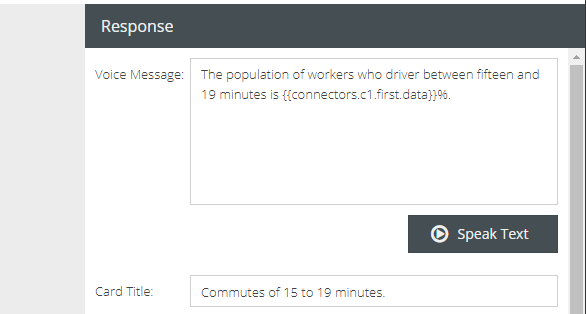 Response
Voice Message:
The population of workers who driver between fifteen and
19 minutes is {{connectors.c1.first.data}}%.
Speak Text
Card Title:
Commutes of 15 to 19 minutes.